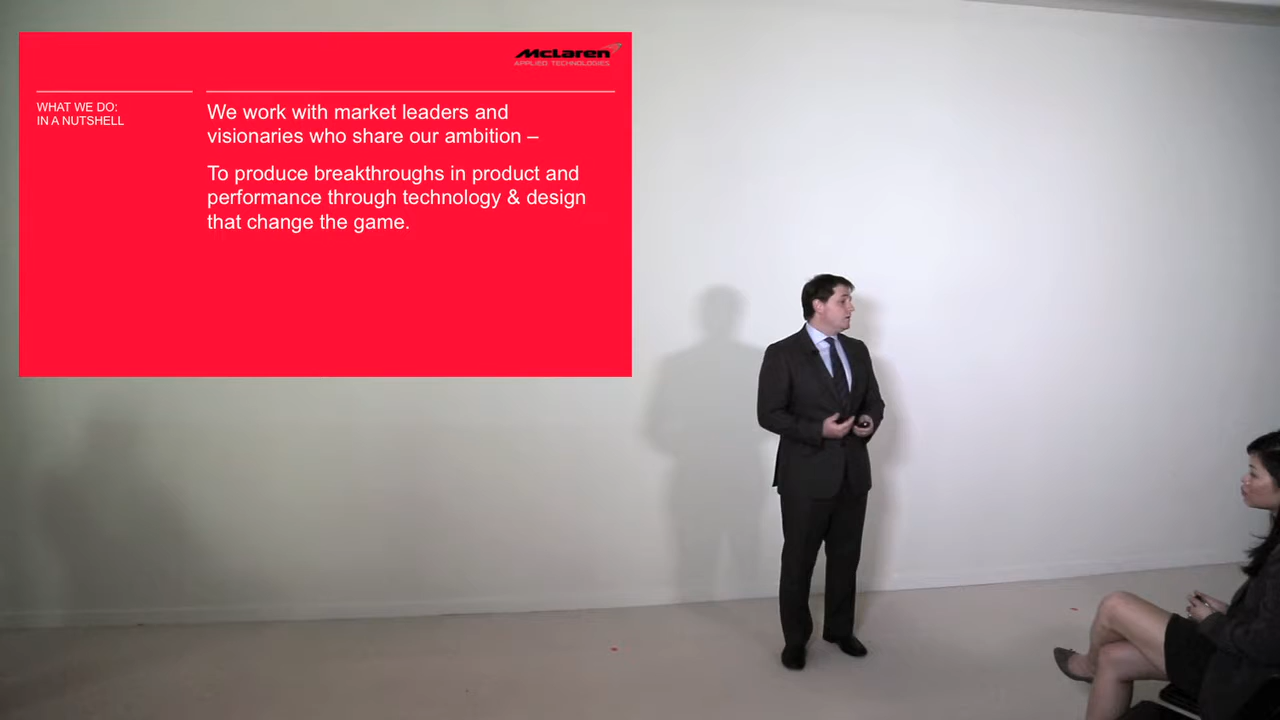 McLaren
APPLIED TECHNOLOGIES
WHAT WE DO:
IN A NUTSHELL
We work with market leaders and
visionaries who share our ambition –
To produce breakthroughs in product and
performance through technology & design
that change the game.